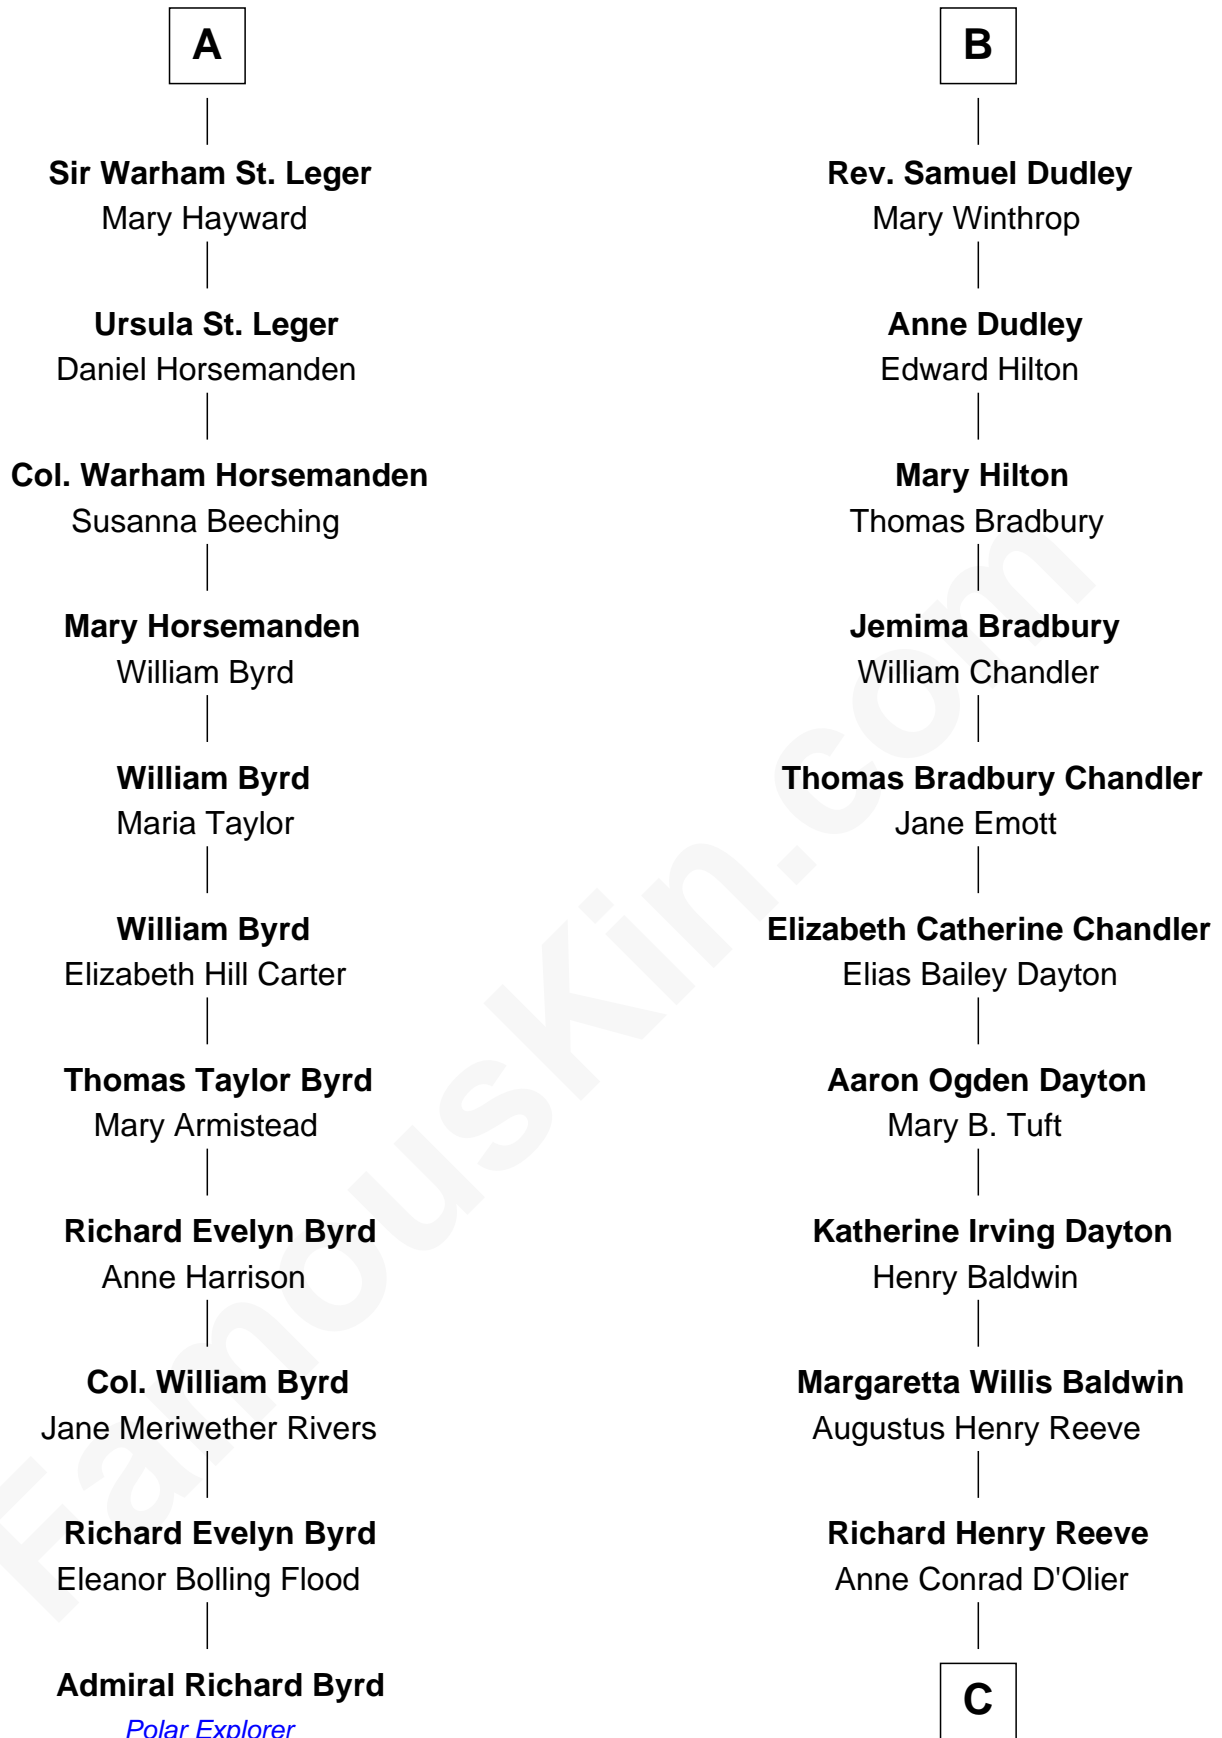 A
Sir Warham St. Leger
Mary Hayward
Ursula St. Leger
Daniel Horsemanden
Col. Warham Horsemanden
Susanna Beeching
Mary Horsemanden
William Byrd
William Byrd
Maria Taylor
William Byrd
Elizabeth Hill Carter
Thomas Taylor Byrd
Mary Armistead
Richard Evelyn Byrd
Anne Harrison
Col. William Byrd
Jane Meriwether Rivers
Richard Evelyn Byrd
Eleanor Bolling Flood
Admiral Richard Byrd
Polar Explorer
B
Rev. Samuel Dudley
Mary Winthrop
Anne Dudley
Edward Hilton
Mary Hilton
Thomas Bradbury
Jemima Bradbury
William Chandler
Thomas Bradbury Chandler
Jane Emott
Elizabeth Catherine Chandler
Elias Bailey Dayton
Aaron Ogden Dayton
Mary B. Tuft
Katherine Irving Dayton
Henry Baldwin
Margaretta Willis Baldwin
Augustus Henry Reeve
Richard Henry Reeve
Anne Conrad D'Olier
C
FamousKin.com